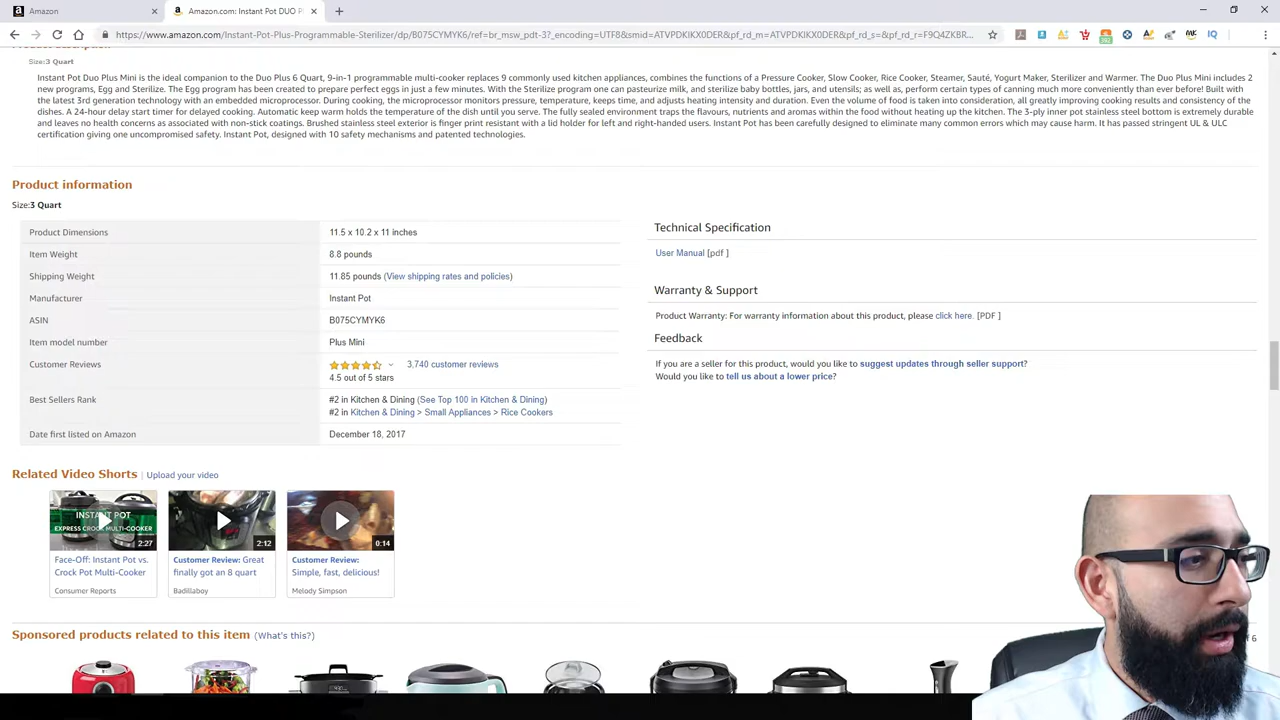 Amazon
Amazon.com: Instant Pot DUO P
https://www.amazon.com/Instant-Pot-Plus-Programmable-Sterilizer/dp/B075CYMYK6/ref=br_msw_pdt-3?_encoding=UTF8&smid=ATVPDKIKX0DER&pf_rd_m=ATVPDKIKX0DER&pf_rd_s=&pf_rd_r=F9Q4ZKBR...
Product description
Size:3 Quart
Instant Pot Duo Plus Mini is the ideal companion to the Duo Plus 6 Quart, 9-in-1 programmable multi-cooker replaces 9 commonly used kitchen appliances, combines the functions of a Pressure Cooker, Slow Cooker, Rice Cooker, Steamer, Sauté, Yogurt Maker, Sterilizer and Warmer. The Duo Plus Mini includes 2
new programs, Egg and Sterilize. The Egg program has been created to prepare perfect eggs in just a few minutes. With the Sterilize program one can pasteurize milk, and sterilize baby bottles, jars, and utensils; as well as, perform certain types of canning much more conveniently than ever before! Built with
the latest 3rd generation technology with an embedded microprocessor. During cooking, the microprocessor monitors pressure, temperature, keeps time, and adjusts heating intensity and duration. Even the volume of food is taken into consideration, all greatly improving cooking results and consistency of the
dishes. A 24-hour delay start timer for delayed cooking. Automatic keep warm holds the temperature of the dish until you serve. The fully sealed environment traps the flavours, nutrients and aromas within the food without heating up the kitchen. The 3-ply inner pot stainless steel bottom is extremely durable
and leaves no health concerns as associated with non-stick coatings. Brushed stainless steel exterior is finger print resistant with a lid holder for both left and right-handed users. Instant Pot has been carefully designed to eliminate many common errors which may cause harm. It has passed stringent UL & ULC
certification giving one uncompromised safety. Instant Pot, designed with 10 safety mechanisms and patented technologies.
Product information
Size:3 Quart
Product Dimensions 11.5 x 10.2 x 11 inches
Item Weight 8.8 pounds
Shipping Weight 11.85 pounds (View shipping rates and policies)
Manufacturer Instant Pot
ASIN B075CYMYK6
Item model number Plus Mini
Customer Reviews 3,740 customer reviews
4.5 out of 5 stars
Best Sellers Rank #2 in Kitchen & Dining (See Top 100 in Kitchen & Dining)
#2 in Kitchen & Dining > Small Appliances > Rice Cookers
Date first listed on Amazon December 18, 2017
Technical Specification
User Manual [pdf ]
Warranty & Support
Product Warranty: For warranty information about this product, please click here. [PDF ]
Feedback
If you are a seller for this product, would you like to suggest updates through seller support?
Would you like to tell us about a lower price?
Related Video Shorts | Upload your video
INSTANT POT
EXPRESS CROCK MULTI-COOKER
2:27
2:12
0:14
Face-Off: Instant Pot vs.
Crock Pot Multi-Cooker
Consumer Reports
Customer Review: Great
finally got an 8 quart
Badillaboy
Customer Review:
Simple, fast, delicious!
Melody Simpson
Sponsored products related to this item (What's this?)
of 6